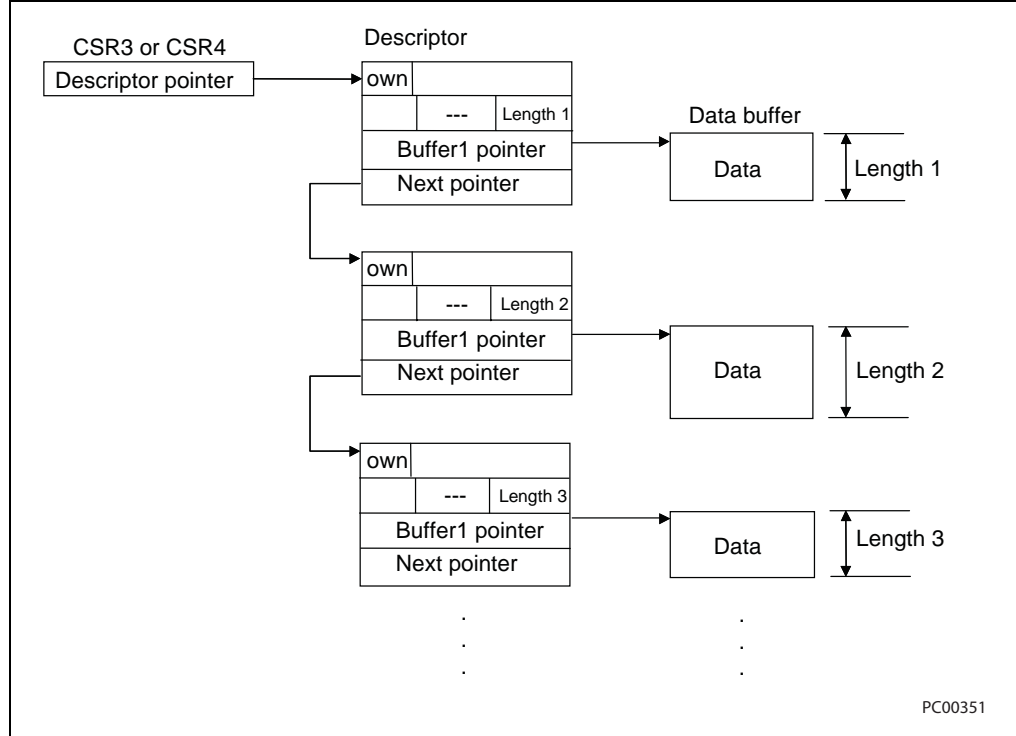 CSR3 or CSR4
Descriptor pointer
Descriptor
own
--- Length 1
Buffer1 pointer
Next pointer
Data buffer
Data
Length 1
own
--- Length 2
Buffer1 pointer
Next pointer
Data
Length 2
own
--- Length 3
Buffer1 pointer
Next pointer
Data
Length 3
.
.
.
.
.
.
PC00351